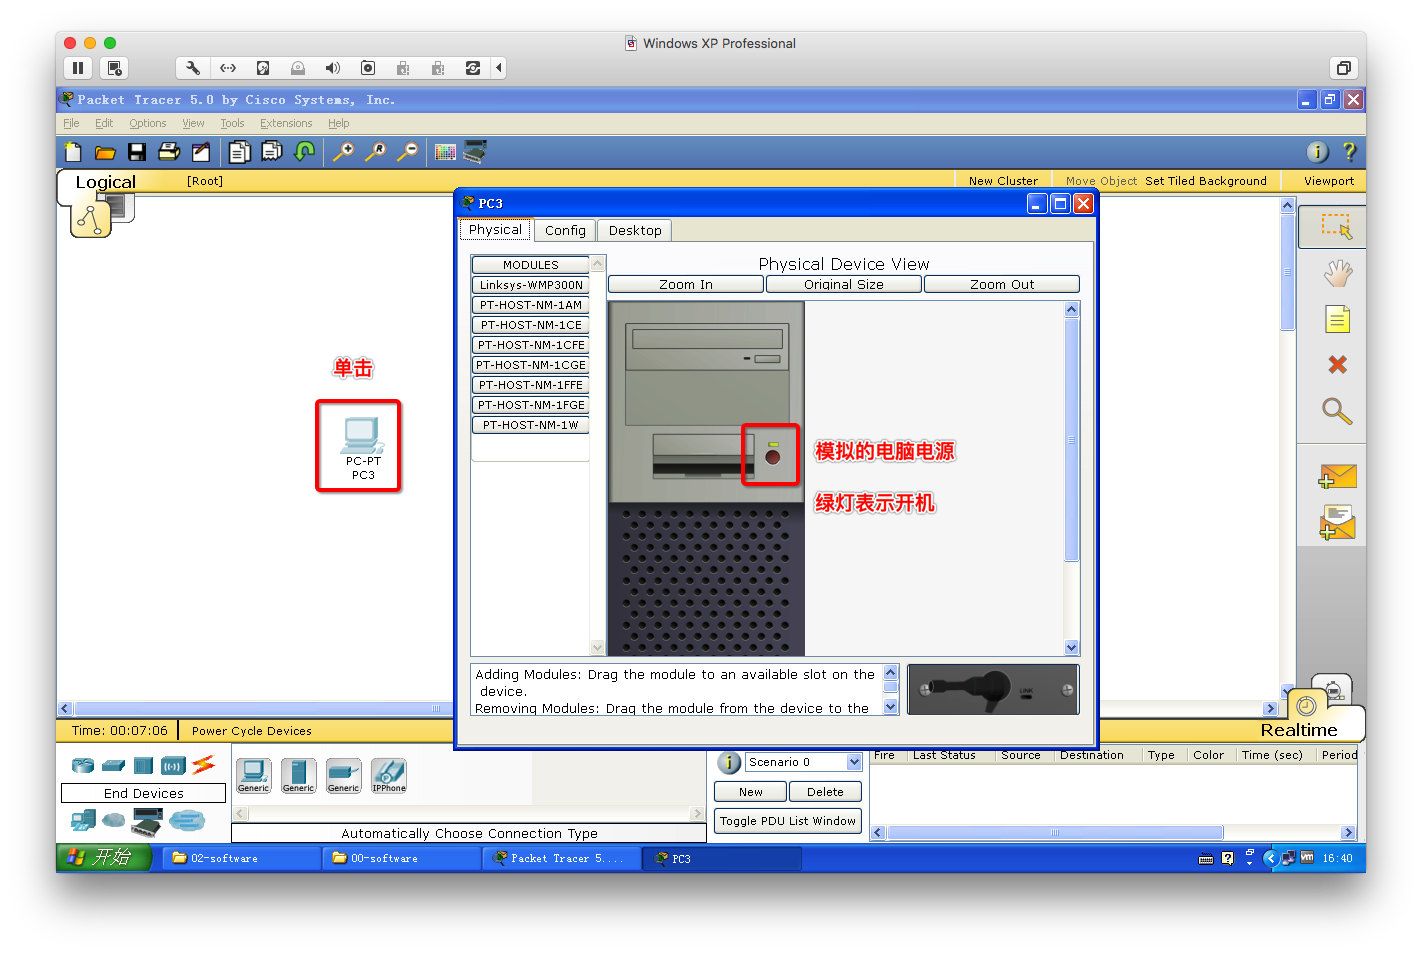 Windows XP Professional
Packet Tracer 5.0 by Cisco Systems, Inc.
File Edit Options View Tools Extensions Help
Logical
[Root]
New Cluster
Move Object
Set Tiled Background
Viewport
PC3
Physical
Config
Desktop
MODULES
Linksys-WMP300N
PT-HOST-NM-1AM
PT-HOST-NM-1CE
PT-HOST-NM-1CFE
PT-HOST-NM-1CGE
PT-HOST-NM-1FFE
PT-HOST-NM-1FGE
PT-HOST-NM-1W
Physical Device View
Zoom In
Original Size
Zoom Out
单击
PC-PT
PC3
模拟的电脑电源
绿灯表示开机
Adding Modules: Drag the module to an available slot on the
device.
Removing Modules: Drag the module from the device to the
LINK
Time: 00:07:06
Power Cycle Devices
Realtime
End Devices
Generic
Generic
Generic
IPPhone
Automatically Choose Connection Type
Scenario 0
New
Delete
Toggle PDU List Window
Fire
Last Status
Source
Destination
Type
Color
Time (sec)
Period
开始
02-software
00-software
Packet Tracer 5....
PC3
16:40